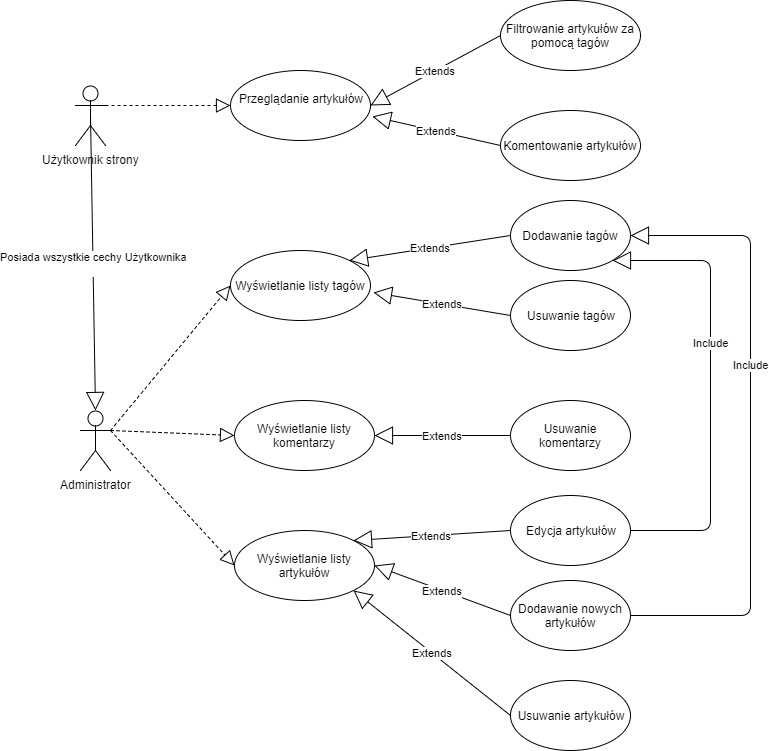 Filtrowanie artykułów za
pomocą tagów
Extends
Przeglądanie artykułów
Extends
Komentowanie artykułów
Użytkownik strony
Posiada wszystkie cechy Użytkownika
Dodawanie tagów
Extends
Wyświetlanie listy tagów
Extends
Usuwanie tagów
Include
Include
Wyświetlanie listy
komentarzy
Extends
Usuwanie
komentarzy
Administrator
Edycja artykułów
Extends
Wyświetlanie listy
artykułów
Extends
Dodawanie nowych
artykułów
Extends
Usuwanie artykułów